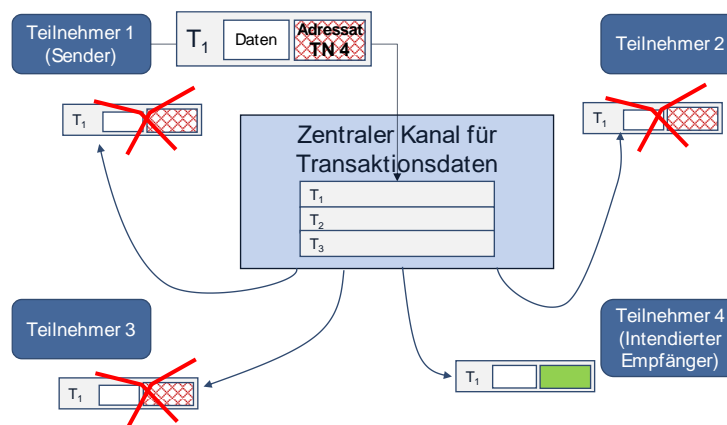 Teilnehmer 1
(Sender)
T1
Daten
Adressat
TN 4
Teilnehmer 2
T1
T1
Zentraler Kanal für
Transaktionsdaten
T1
T2
T3
Teilnehmer 3
Teilnehmer 4
(Intendierter
Empfänger)
T1
T1